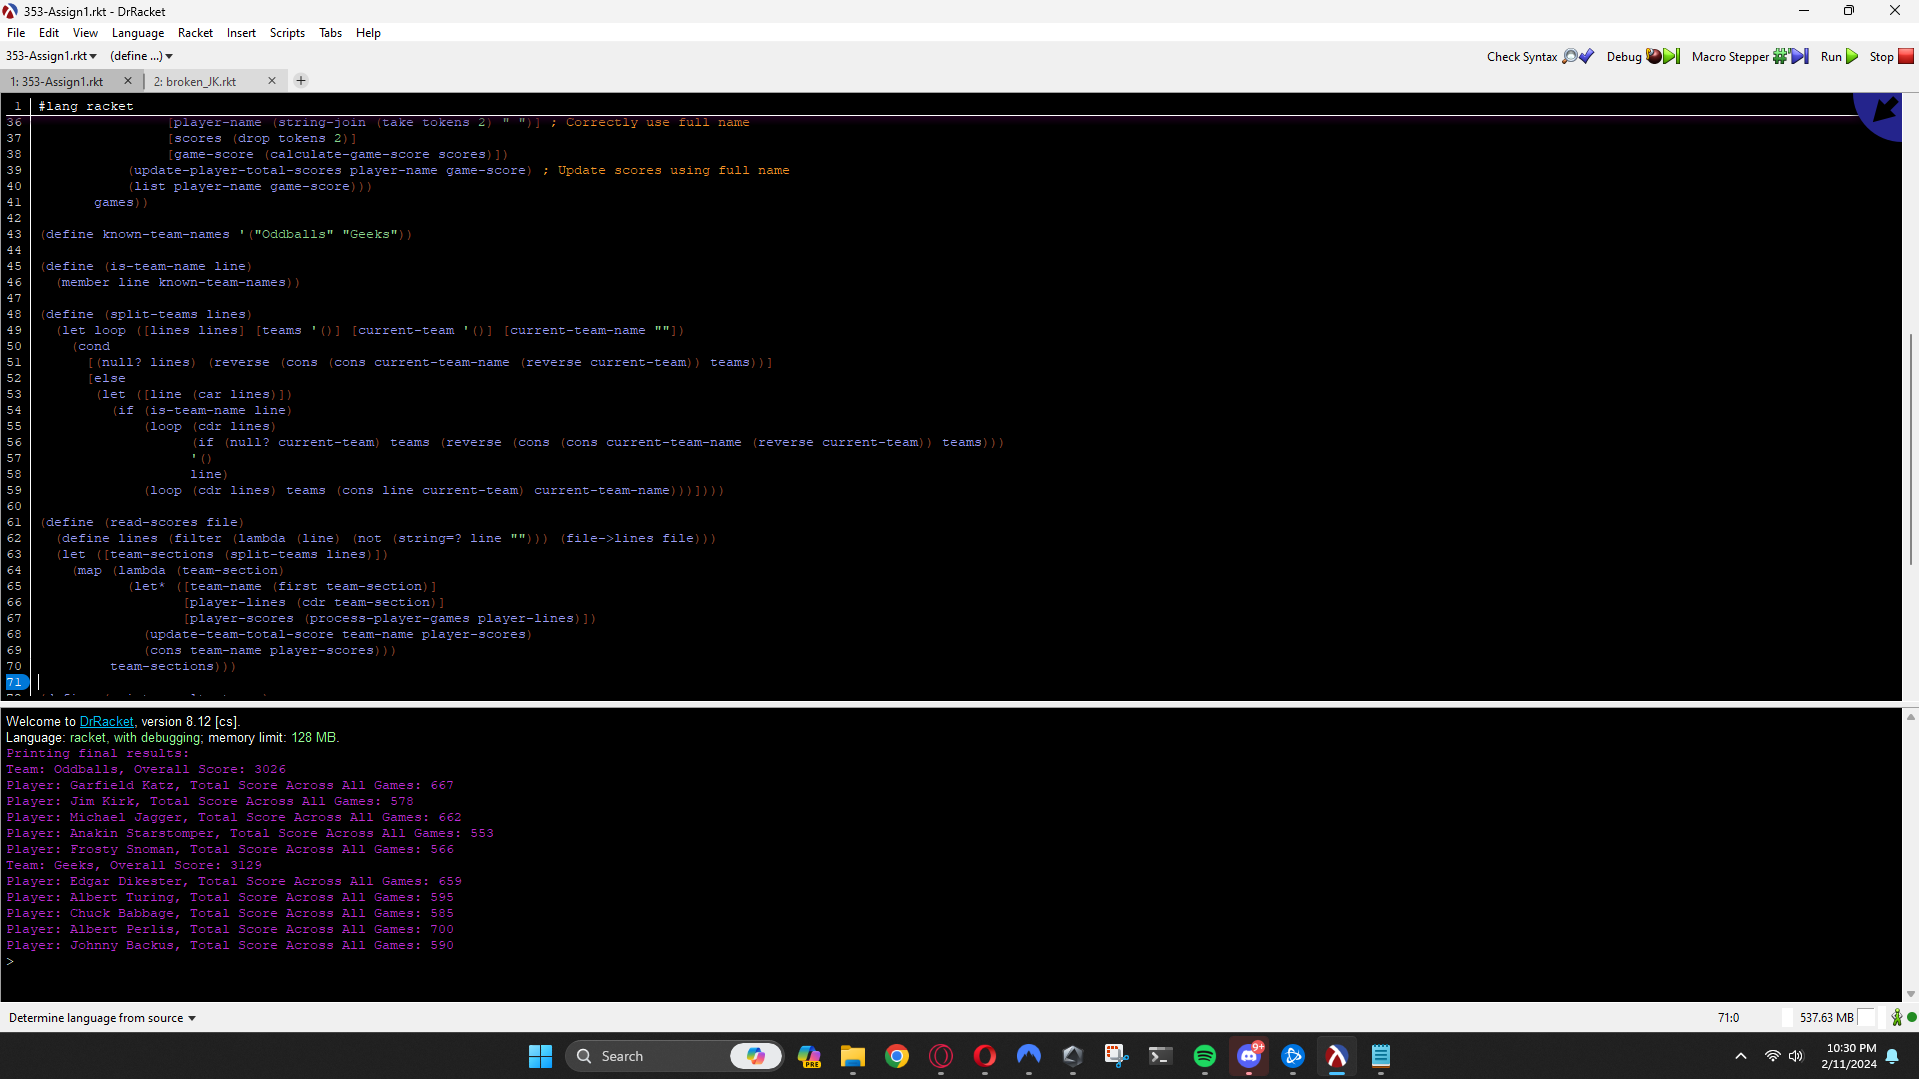 353-Assign1.rkt - DrRacket
File Edit View Language Racket Insert Scripts Tabs Help
353-Assign1.rkt (define ...) Check Syntax Debug Macro Stepper Run Stop
1: 353-Assign1.rkt 2: broken_JK.rkt
1 #lang racket
36 [player-name (string-join (take tokens 2) " ")] ; Correctly use full name
37 [scores (drop tokens 2)]
38 [game-score (calculate-game-score scores)])
39 (update-player-total-scores player-name game-score) ; Update scores using full name
40 (list player-name game-score)))
41 games))
42
43 (define known-team-names '("Oddballs" "Geeks"))
44
45 (define (is-team-name line)
46 (member line known-team-names))
47
48 (define (split-teams lines)
49 (let loop ([lines lines] [teams '()] [current-team '()] [current-team-name ""])
50 (cond
51 [(null? lines) (reverse (cons (cons current-team-name (reverse current-team)) teams))]
52 [else
53 (let ([line (car lines)])
54 (if (is-team-name line)
55 (loop (cdr lines)
56 (if (null? current-team) teams (reverse (cons (cons current-team-name (reverse current-team)) teams)))
57 '()
58 line)
59 (loop (cdr lines) teams (cons line current-team) current-team-name)))])))
60
61 (define (read-scores file)
62 (define lines (filter (lambda (line) (not (string=? line ""))) (file->lines file)))
63 (let ([team-sections (split-teams lines)])
64 (map (lambda (team-section)
65 (let* ([team-name (first team-section)]
66 [player-lines (cdr team-section)]
67 [player-scores (process-player-games player-lines)])
68 (update-team-total-score team-name player-scores)
69 (cons team-name player-scores)))
70 team-sections)))
71
Welcome to DrRacket, version 8.12 [cs].
Language: racket, with debugging; memory limit: 128 MB.
Printing final results:
Team: Oddballs, Overall Score: 3026
Player: Garfield Katz, Total Score Across All Games: 667
Player: Jim Kirk, Total Score Across All Games: 578
Player: Michael Jagger, Total Score Across All Games: 662
Player: Anakin Starstomper, Total Score Across All Games: 553
Player: Frosty Snoman, Total Score Across All Games: 566
Team: Geeks, Overall Score: 3129
Player: Edgar Dikester, Total Score Across All Games: 659
Player: Albert Turing, Total Score Across All Games: 595
Player: Chuck Babbage, Total Score Across All Games: 585
Player: Albert Perlis, Total Score Across All Games: 700
Player: Johnny Backus, Total Score Across All Games: 590
>
Determine language from source 71:0 537.63 MB
Search PRE 9+ 10:30 PM
2/11/2024